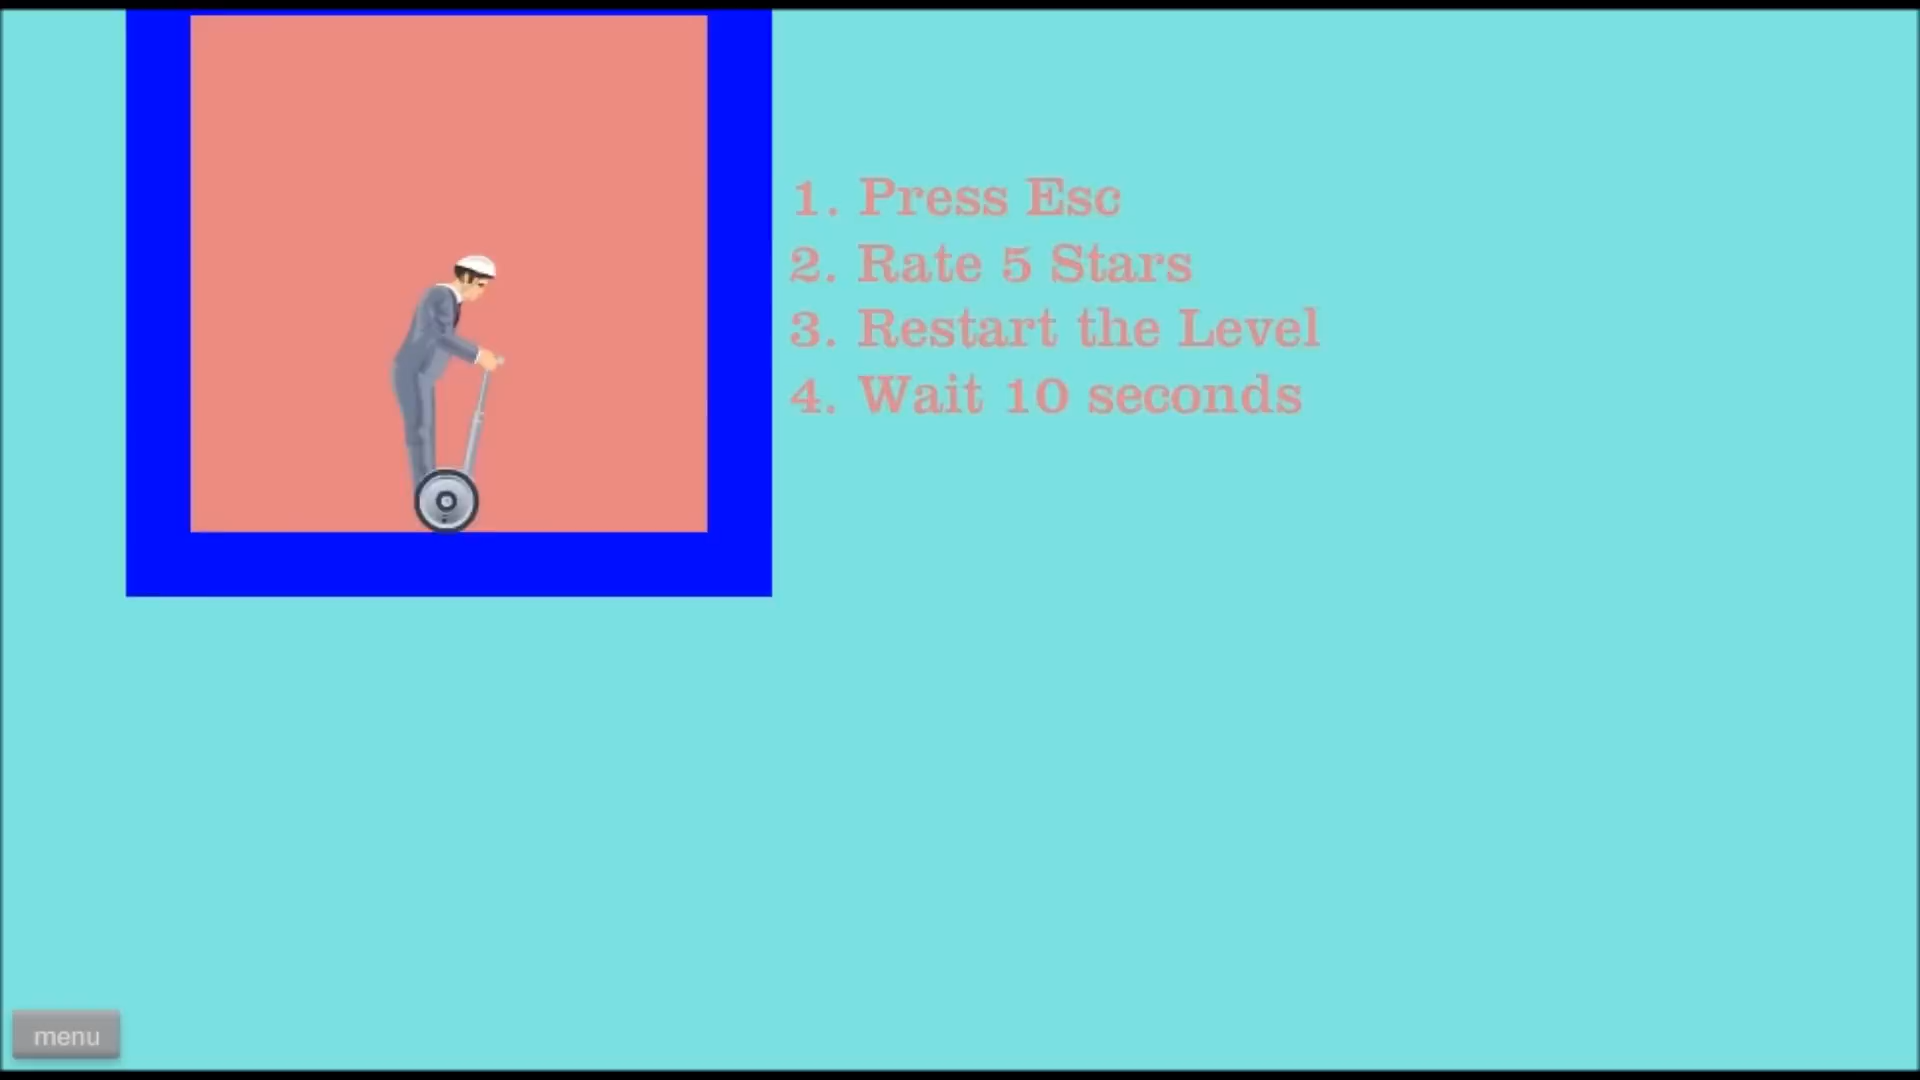 1. Press Esc
2. Rate 5 Stars
3. Restart the Level
4. Wait 10 seconds
menu